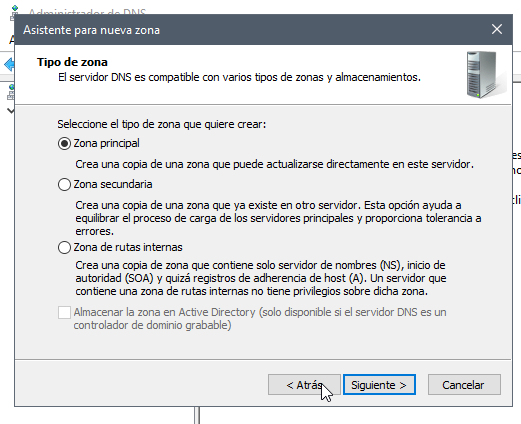 Administrador de DNS
Asistente para nueva zona
Tipo de zona
El servidor DNS es compatible con varios tipos de zonas y almacenamientos.
Seleccione el tipo de zona que quiere crear:
Zona principal
Crea una copia de una zona que puede actualizarse directamente en este servidor.
Zona secundaria
Crea una copia de una zona que ya existe en otro servidor. Esta opción ayuda a
equilibrar el proceso de carga de los servidores principales y proporciona tolerancia a
errores.
Zona de rutas internas
Crea una copia de zona que contiene solo servidor de nombres (NS), inicio de
autoridad (SOA) y quizá registros de adherencia de host (A). Un servidor que
contiene una zona de rutas internas no tiene privilegios sobre dicha zona.
Almacenar la zona en Active Directory (solo disponible si el servidor DNS es un
controlador de dominio grabable)
< Atrás
Siguiente >
Cancelar